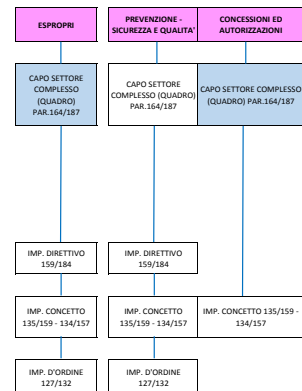 ESPROPRI
PREVENZIONE -
SICUREZZA E QUALITA'
CONCESSIONI ED
AUTORIZZAZIONI
CAPO SETTORE
COMPLESSO
(QUADRO)
PAR.164/187
CAPO SETTORE
COMPLESSO (QUADRO)
PAR.164/187
CAPO SETTORE COMPLESSO
(QUADRO) PAR.164/187
IMP. DIRETTIVO
159/184
IMP. DIRETTIVO
159/184
IMP. CONCETTO
135/159 - 134/157
IMP. CONCETTO
135/159 - 134/157
IMP. CONCETTO 135/159 -
134/157
IMP. D'ORDINE
127/132
IMP. D'ORDINE
127/132